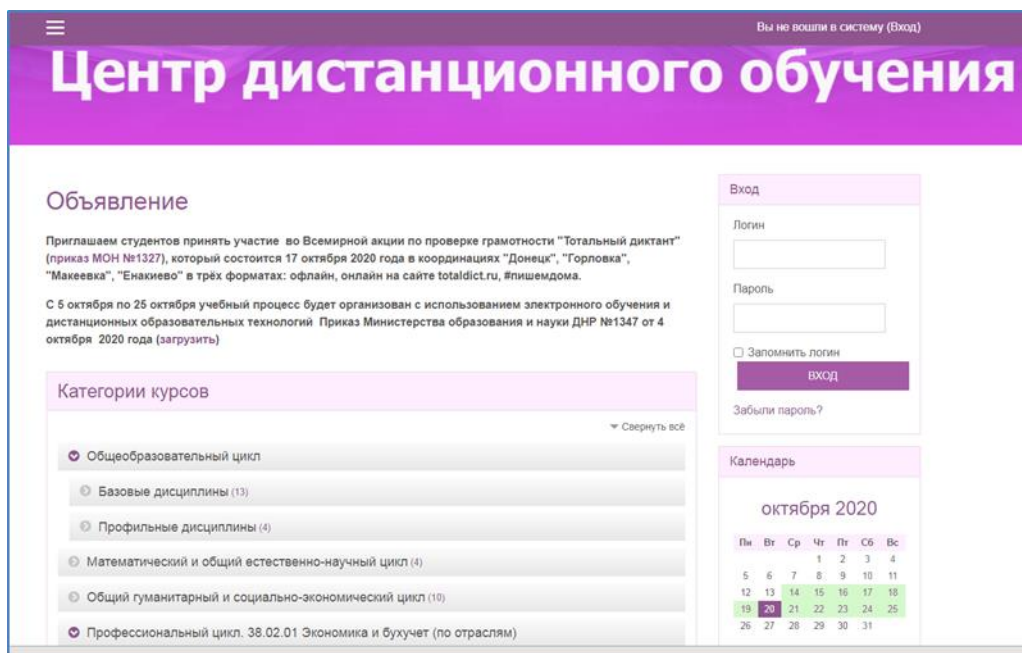 Вы не вошли в систему (Вход)
Центр дистанционного обучения
Объявление
Приглашаем студентов принять участие во Всемирной акции по проверке грамотности "Тотальный диктант"
(приказ МОН №1327), который состоится 17 октября 2020 года в координациях "Донецк", "Горловка",
"Макеевка", "Енакиево" в трёх форматах: офлайн, онлайн на сайте totaldict.ru, #пишемдома.
С 5 октября по 25 октября учебный процесс будет организован с использованием электронного обучения и
дистанционных образовательных технологий Приказ Министерства образования и науки ДНР №1347 от 4
октября 2020 года (загрузить)
Категории курсов
Свернуть всё
Общеобразовательный цикл
Базовые дисциплины (13)
Профильные дисциплины (4)
Математический и общий естественно-научный цикл (4)
Общий гуманитарный и социально-экономический цикл (10)
Профессиональный цикл. 38.02.01 Экономика и бухучет (по отраслям)
Вход
Логин
Пароль
Запомнить логин
ВХОД
Забыли пароль?
Календарь
октября 2020
Пн Вт Ср Чт Пт Сб Вс
1 2 3 4
5 6 7 8 9 10 11
12 13 14 15 16 17 18
19 20 21 22 23 24 25
26 27 28 29 30 31